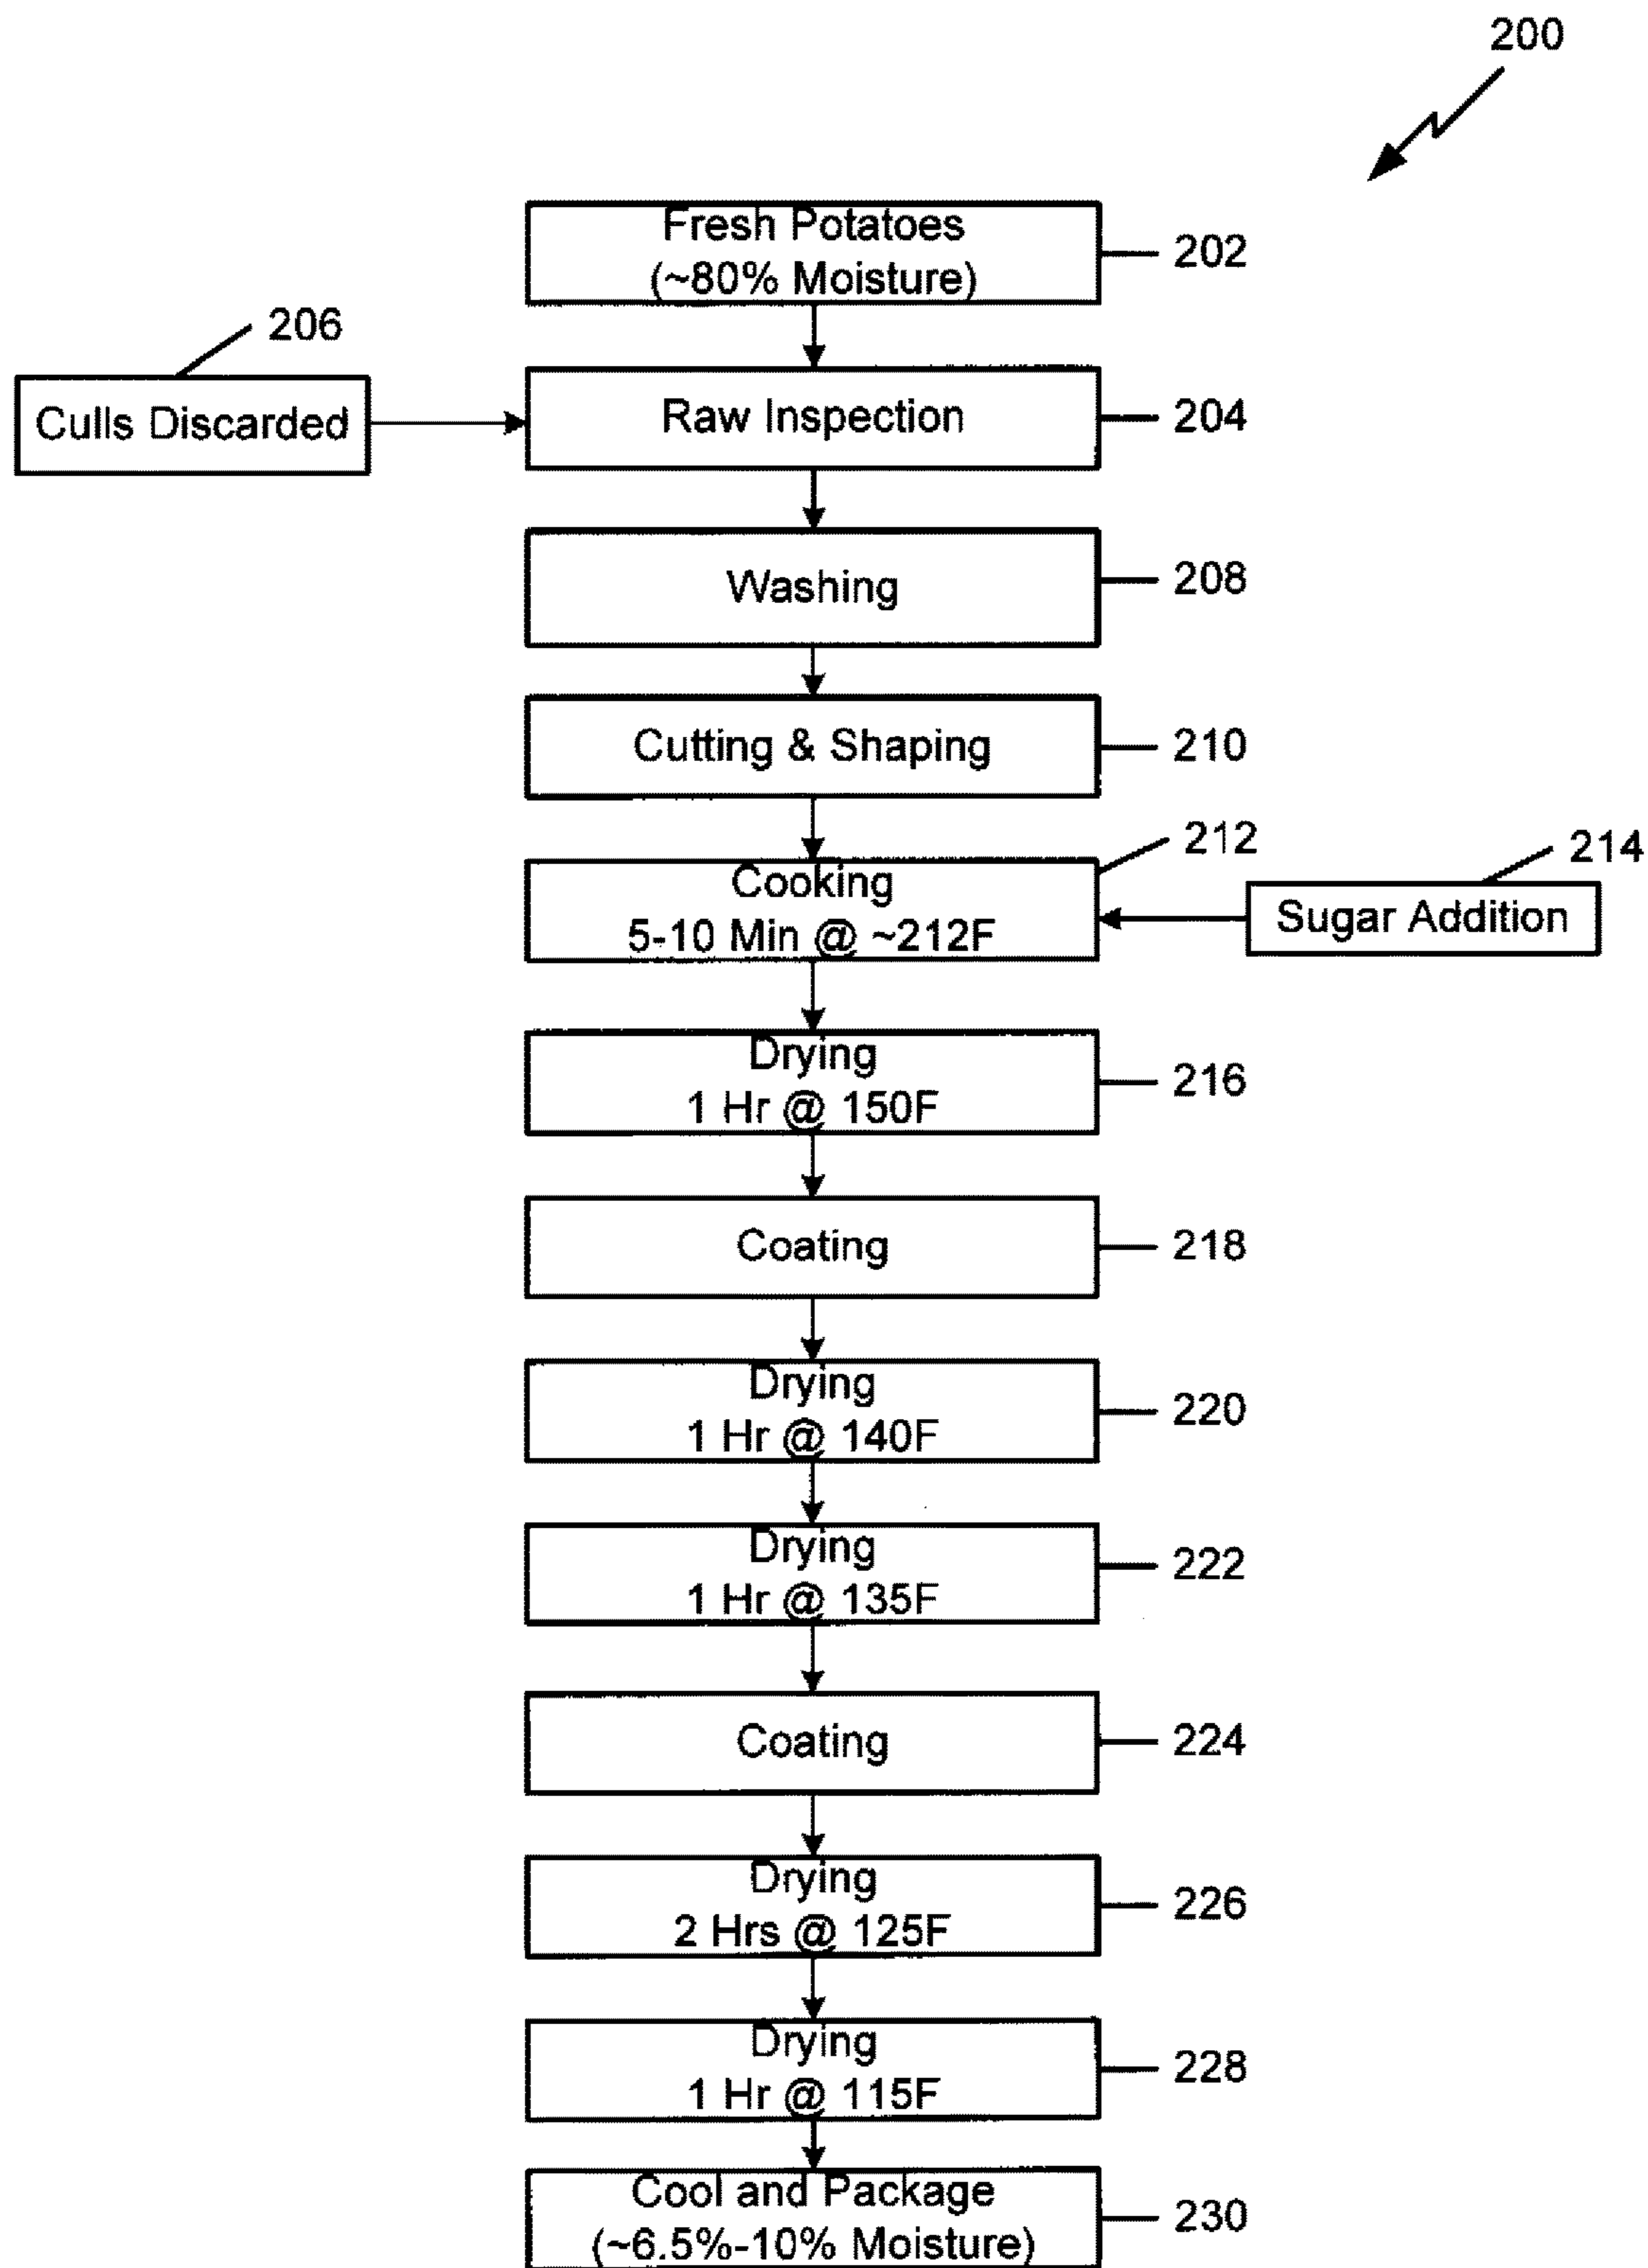 200
Fresh Potatoes
(~80% Moisture)
202
206
Culls Discarded
Raw Inspection
204
Washing
208
Cutting & Shaping
210
212
214
Cooking
5-10 Min @ ~212F
Sugar Addition
Drying
1 Hr @ 150F
216
Coating
218
Drying
1 Hr @ 140F
220
Drying
1 Hr @ 135F
222
Coating
224
Drying
2 Hrs @ 125F
226
Drying
1 Hr @ 115F
228
Cool and Package
(~6.5%-10% Moisture)
230